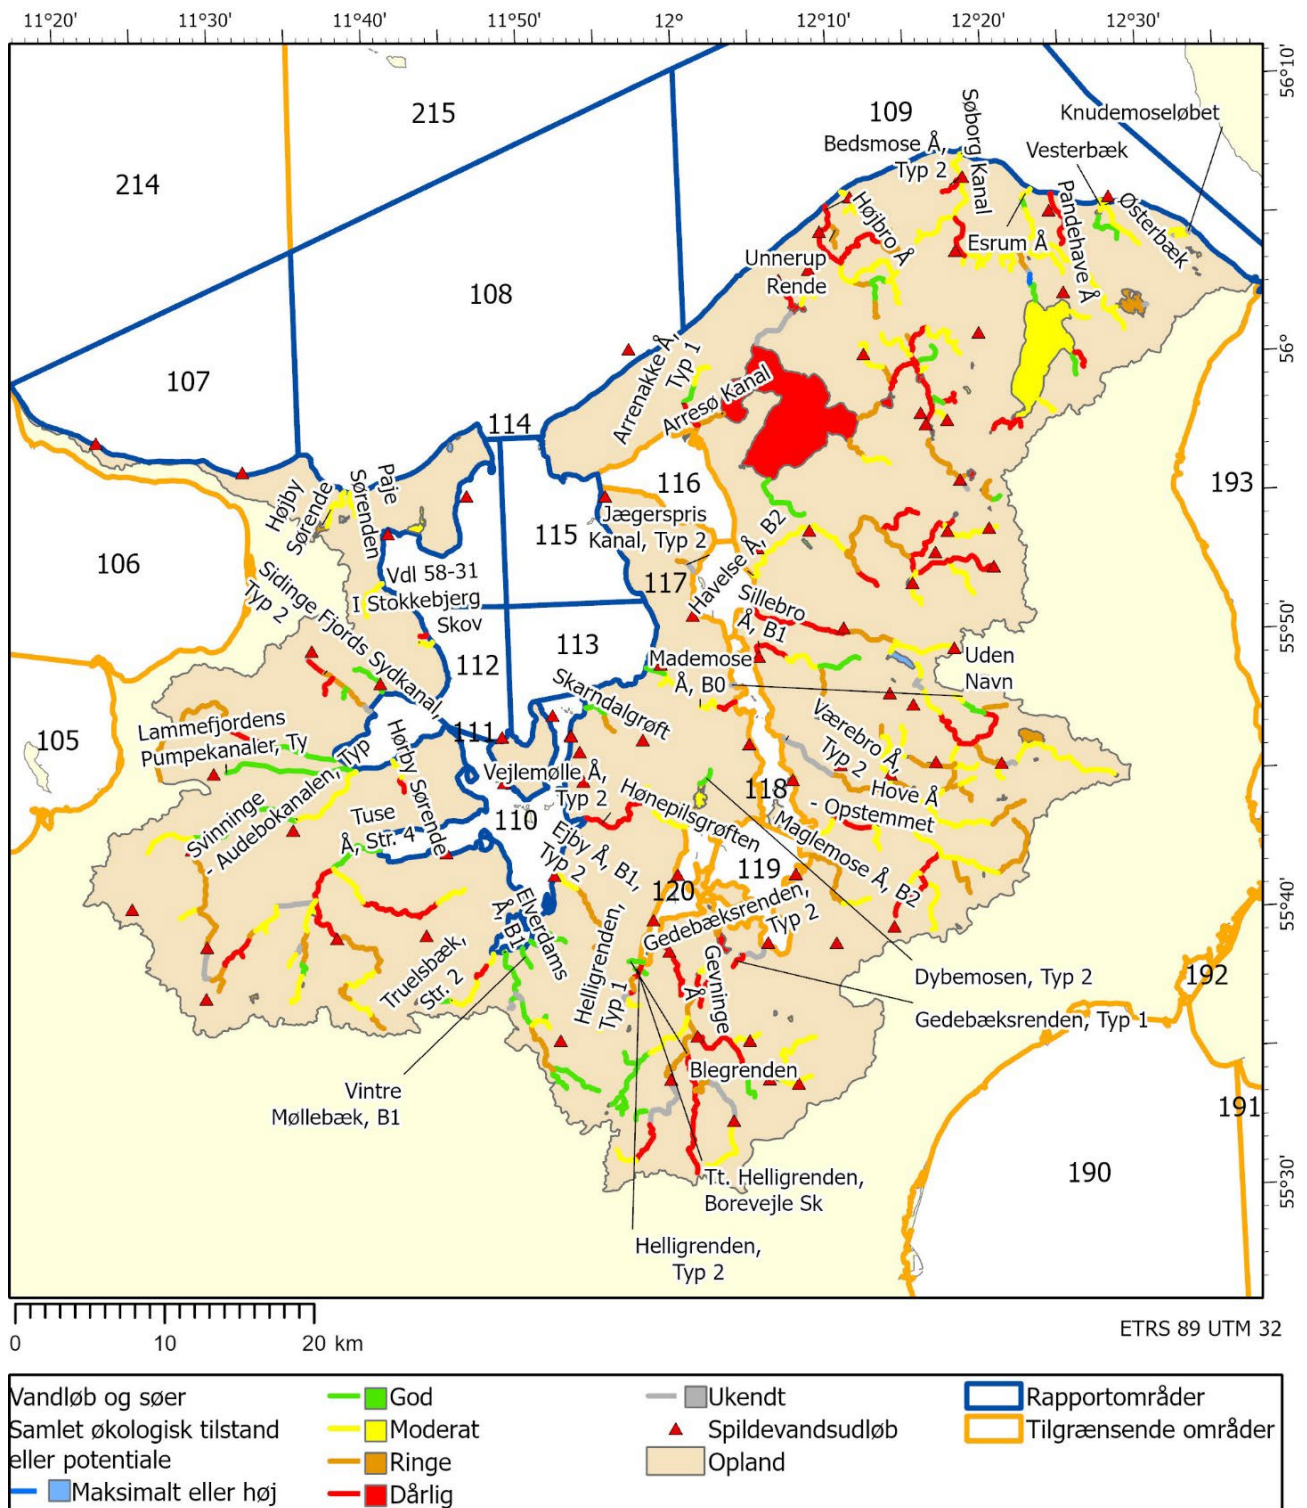 11°20'
11°30'
11°40'
11°50'
12°
12°10'
12°20'
12°30'
56°10'
56°
55°50'
55°40'
55°30'
215
109
214
108
107
114
116
115
106
117
193
113
112
105
111
118
110
119
120
192
191
190
Knudemoseløbet
Bedsmose Å,
Typ 2
Søborg Kanal
Vesterbæk
Østerbæk
Pandehave Å
Esrum Å
Højbro Å
Unnerup
Rende
Arrenakke Å,
Typ 1
Arresø Kanal
Højby
Sørende
Paje
Sørenden
Jægerspris
Kanal, Typ 2
Havelse Å, B2
Vdl 58-31
I Stokkebjerg
Skov
Sidinge Fjords Sydkanal,
Typ 2
Sillebro
Å, B1
Mademose
Å, B0
Uden
Navn
Skarndalgrøft
Lammefjordens
Pumpekanaler, Ty
Hørby Sørende
Værebro Å,
Typ 2
Vejlemølle Å,
Typ 2
Hove Å
- Opstemmet
Hønepilsgrøften
Svinninge
- Audebokanalen, Typ
Tuse
Å, Str. 4
Ejby Å, B1,
Typ 2
Maglemose Å, B2
Elverdams
Å, B1
Gedebæksrenden,
Typ 2
Helligrenden,
Typ 1
Gevninge
Å
Truelsbæk,
Str. 2
Dybemosen, Typ 2
Gedebæksrenden, Typ 1
Blegrenden
Vintre
Møllebæk, B1
Tt. Helligrenden,
Borevejle Sk
Helligrenden,
Typ 2
0 10 20 km
ETRS 89 UTM 32
Vandløb og søer
Samlet økologisk tilstand
eller potentiale
Maksimalt eller høj
God
Moderat
Ringe
Dårlig
Ukendt
Spildevandsudløb
Opland
Rapportområder
Tilgrænsende områder